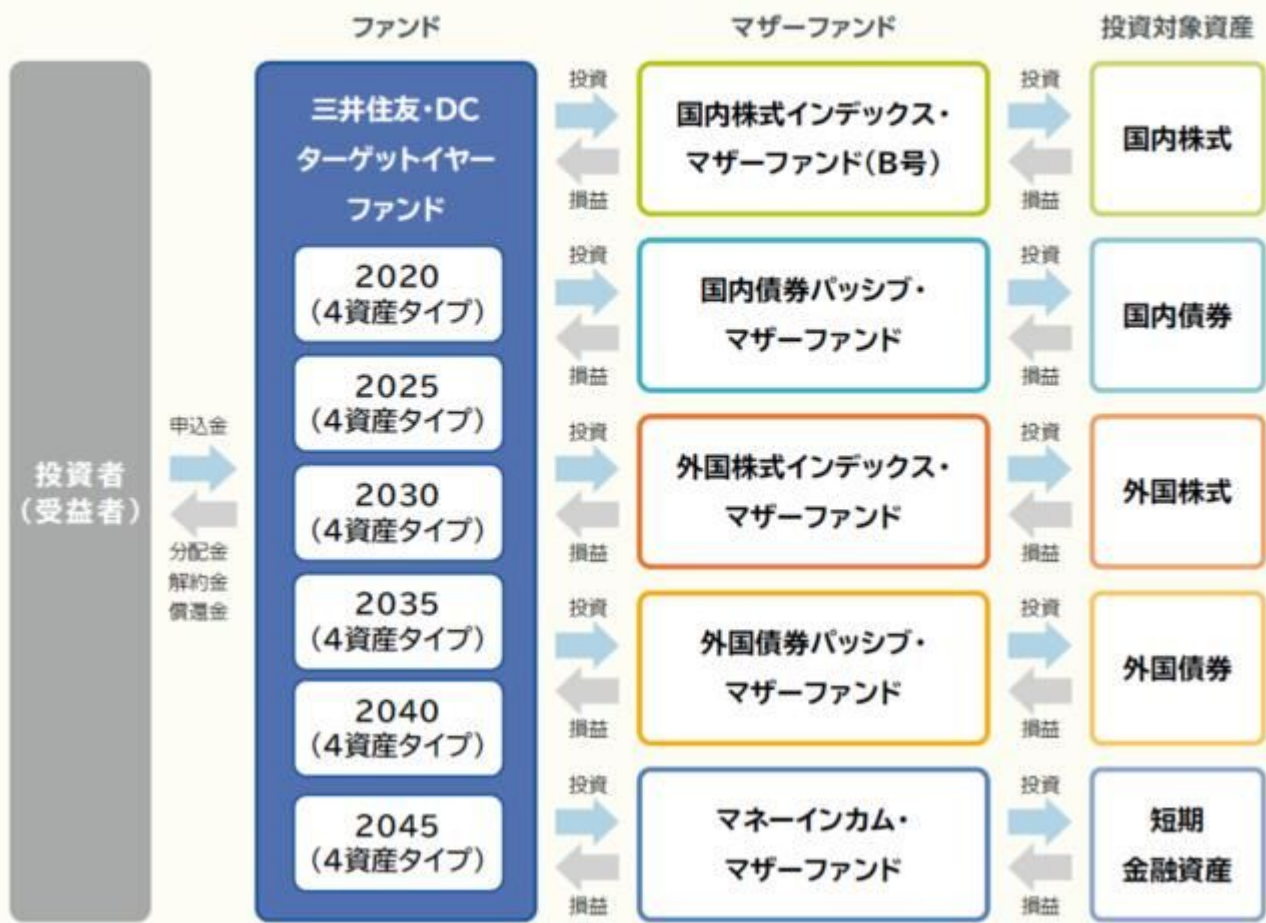 ファンド
マザーファンド
投資対象資産
投資者
(受益者)
申込金
分配金
解約金
償還金
三井住友・DC
ターゲットイヤー
ファンド
2020
(4資産タイプ)
2025
(4資産タイプ)
2030
(4資産タイプ)
2035
(4資産タイプ)
2040
(4資産タイプ)
2045
(4資産タイプ)
投資
損益
国内株式インデックス・
マザーファンド(B号)
投資
損益
国内株式
投資
損益
国内債券パッシブ・
マザーファンド
投資
損益
国内債券
投資
損益
外国株式インデックス・
マザーファンド
投資
損益
外国株式
投資
損益
外国債券パッシブ・
マザーファンド
投資
損益
外国債券
投資
損益
マネーインカム・
マザーファンド
投資
損益
短期
金融資産